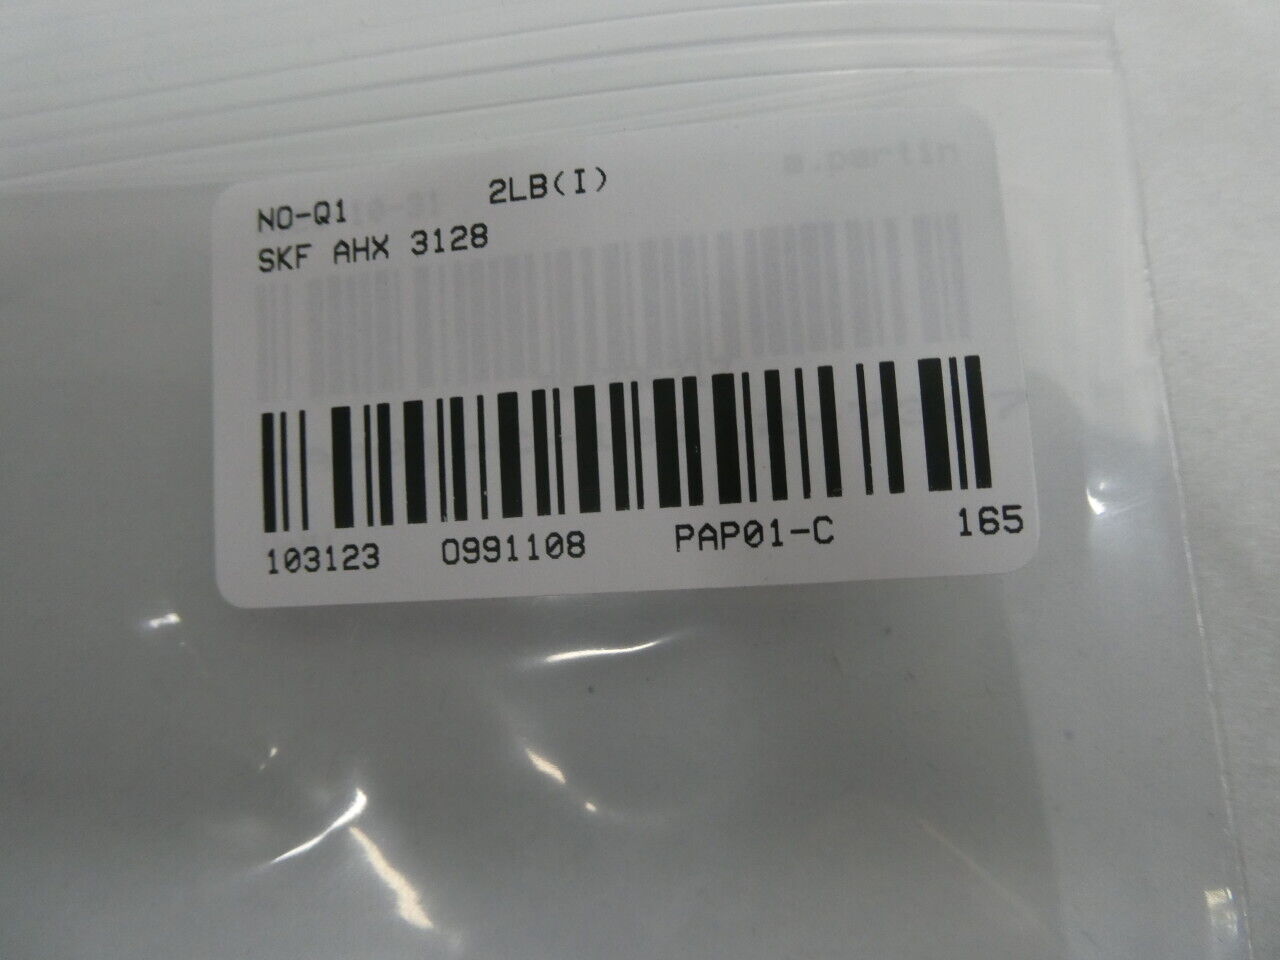 NO-Q1 2LB(I)
SKF AHX 3128
103123 0991108 PAP01-C 165